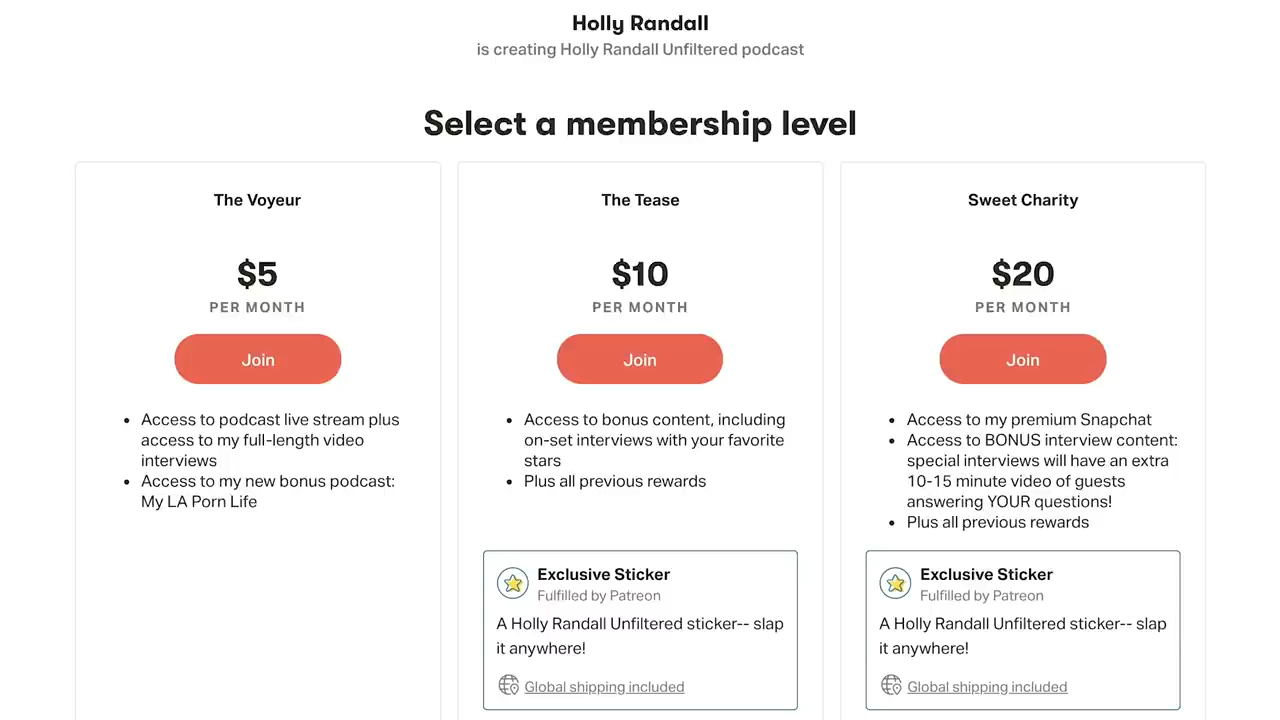 Holly Randall
is creating Holly Randall Unfiltered podcast
Select a membership level
The Voyeur
$5
PER MONTH
Join
• Access to podcast live stream plus
access to my full-length video
interviews
• Access to my new bonus podcast:
My LA Porn Life
The Tease
$10
PER MONTH
Join
• Access to bonus content, including
on-set interviews with your favorite
stars
• Plus all previous rewards
Exclusive Sticker
Fulfilled by Patreon
A Holly Randall Unfiltered sticker-- slap
it anywhere!
Global shipping included
Sweet Charity
$20
PER MONTH
Join
• Access to my premium Snapchat
• Access to BONUS interview content:
special interviews will have an extra
10-15 minute video of guests
answering YOUR questions!
• Plus all previous rewards
Exclusive Sticker
Fulfilled by Patreon
A Holly Randall Unfiltered sticker-- slap
it anywhere!
Global shipping included